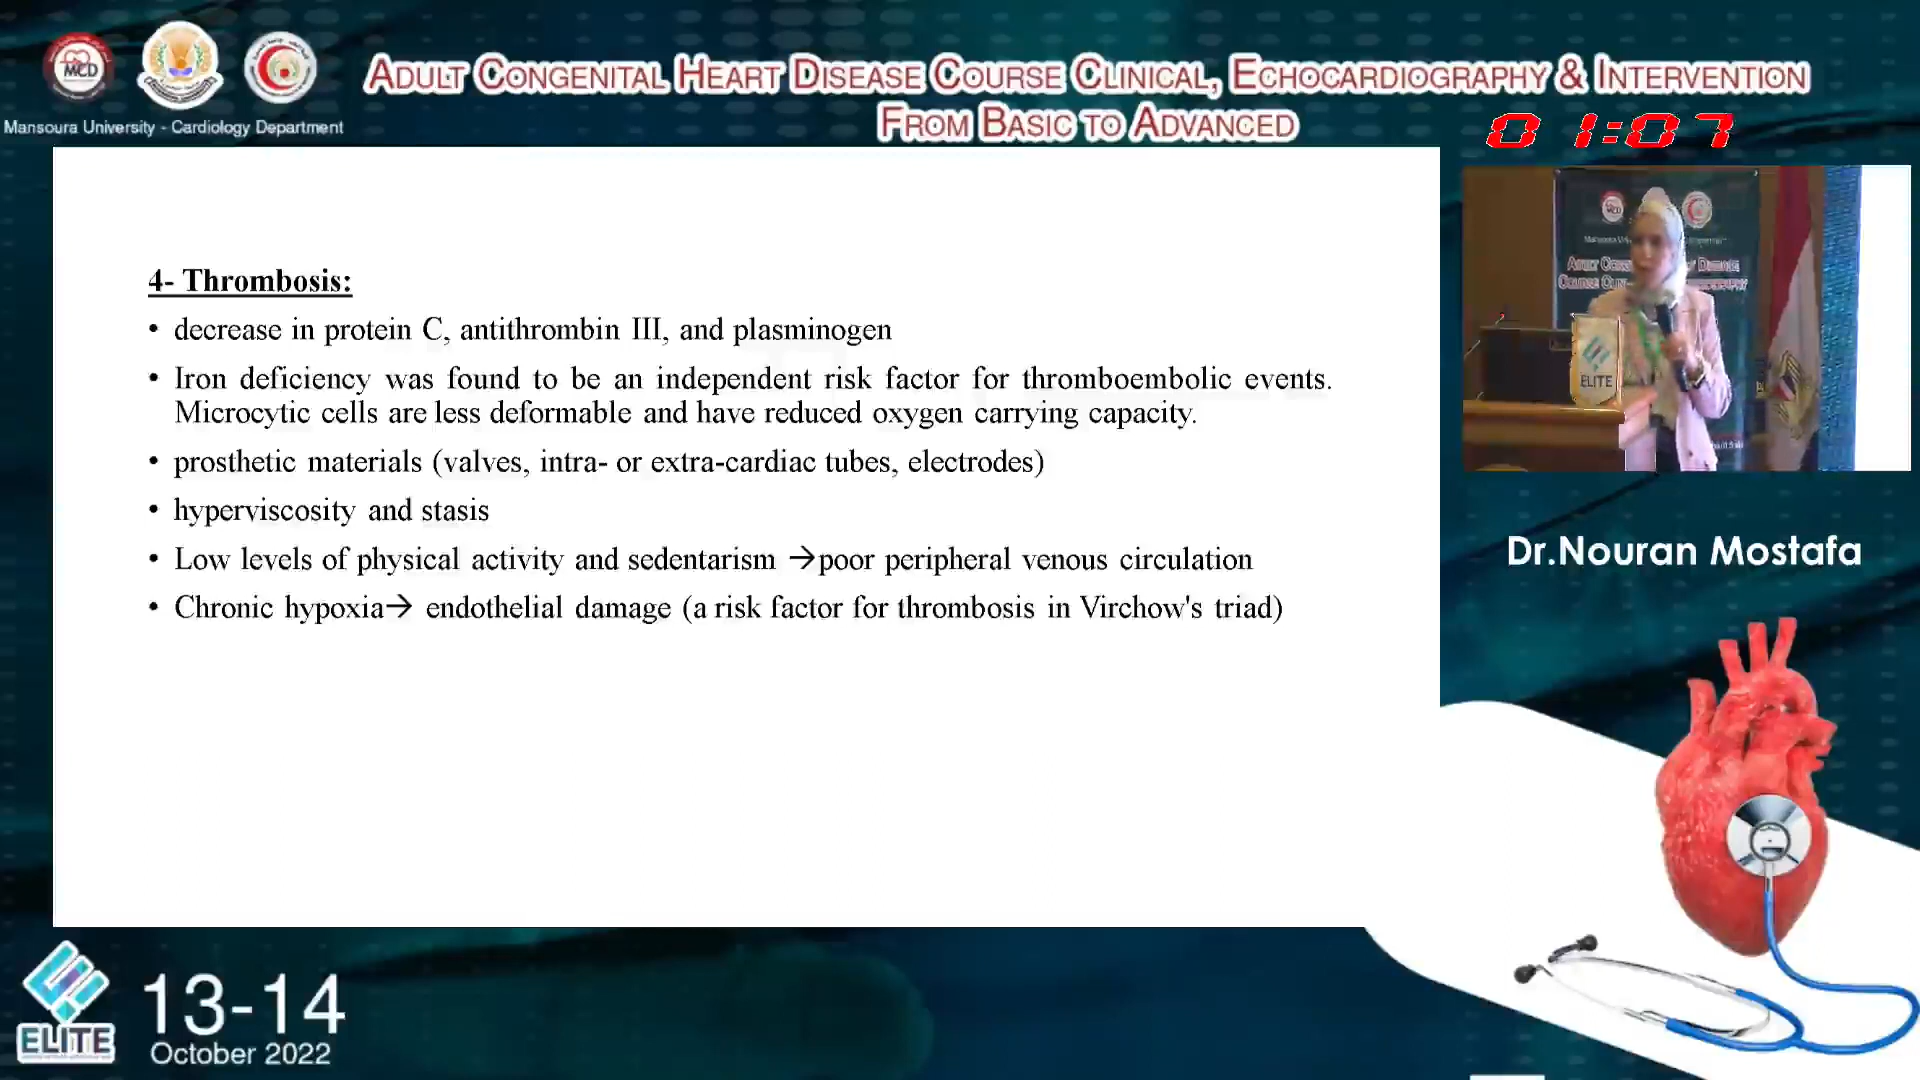 MCD
Mansoura University - Cardiology Department
ADULT CONGENITAL HEART DISEASE COURSE CLINICAL, ECHOCARDIOGRAPHY & INTERVENTION
FROM BASIC TO ADVANCED
01:07
4- Thrombosis:
• decrease in protein C, antithrombin III, and plasminogen
• Iron deficiency was found to be an independent risk factor for thromboembolic events.
Microcytic cells are less deformable and have reduced oxygen carrying capacity.
• prosthetic materials (valves, intra- or extra-cardiac tubes, electrodes)
• hyperviscosity and stasis
• Low levels of physical activity and sedentarism →poor peripheral venous circulation
• Chronic hypoxia→ endothelial damage (a risk factor for thrombosis in Virchow's triad)
ELITE
Dr.Nouran Mostafa
ELITE
13-14
October 2022